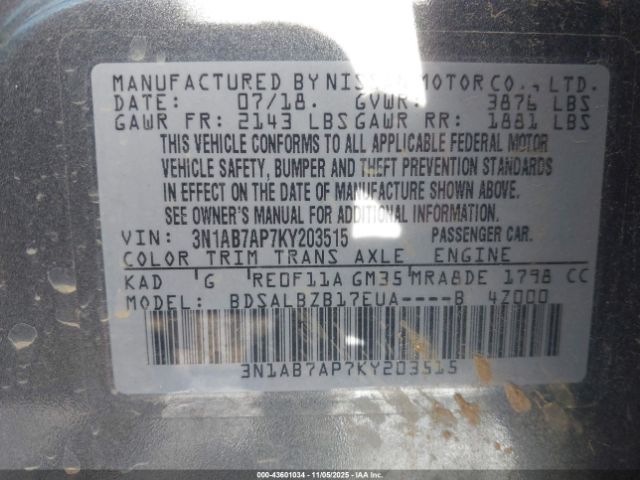 MANUFACTURED BY NISSAN MOTOR CO., LTD.
DATE: 07/18. GVWR: 3876 LBS
GAWR FR: 2143 LBS GAWR RR: 1881 LBS
THIS VEHICLE CONFORMS TO ALL APPLICABLE FEDERAL MOTOR
VEHICLE SAFETY, BUMPER AND THEFT PREVENTION STANDARDS
IN EFFECT ON THE DATE OF MANUFACTURE SHOWN ABOVE.
SEE OWNER'S MANUAL FOR ADDITIONAL INFORMATION.
VIN: 3N1AB7AP7KY203515 PASSENGER CAR.
COLOR TRIM TRANS AXLE ENGINE
KAD G RE0F11A GM35 MRA8DE 1798 CC
MODEL: BDSALBZB17EUA----B 4Z000
3N1AB7AP7KY203515
000-43601034 - 11/05/2025 - IAACTL